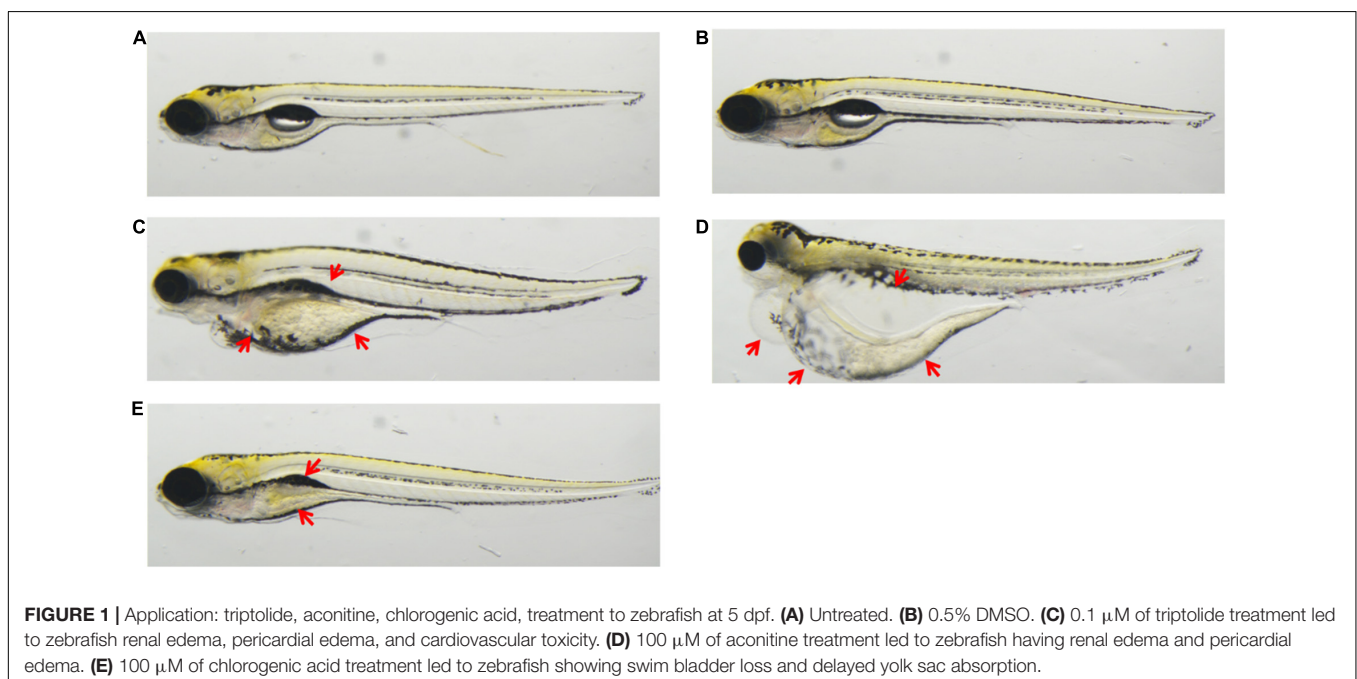 A
B
C
D
E
FIGURE 1 | Application: triptolide, aconitine, chlorogenic acid, treatment to zebrafish at 5 dpf. (A) Untreated. (B) 0.5% DMSO. (C) 0.1 μM of triptolide treatment led
to zebrafish renal edema, pericardial edema, and cardiovascular toxicity. (D) 100 μM of aconitine treatment led to zebrafish having renal edema and pericardial
edema. (E) 100 μM of chlorogenic acid treatment led to zebrafish showing swim bladder loss and delayed yolk sac absorption.